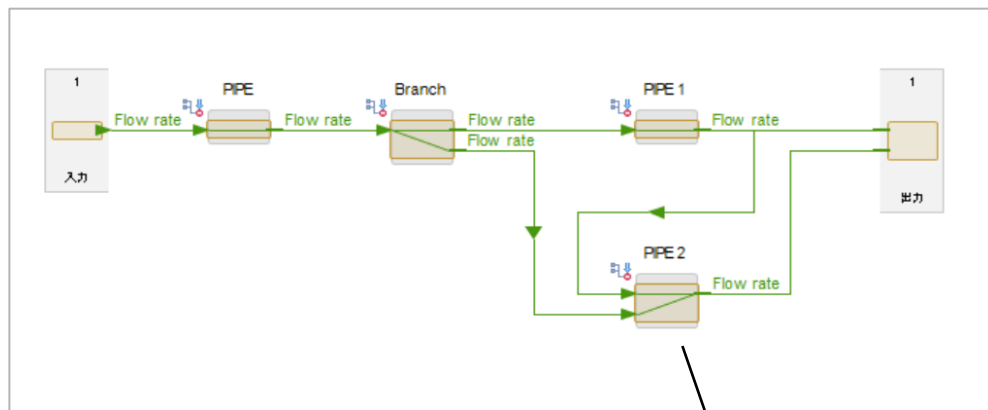 1
PIPE
Branch
PIPE 1
1
Flow rate
Flow rate
Flow rate
Flow rate
Flow rate
入力
出力
PIPE 2
Flow rate